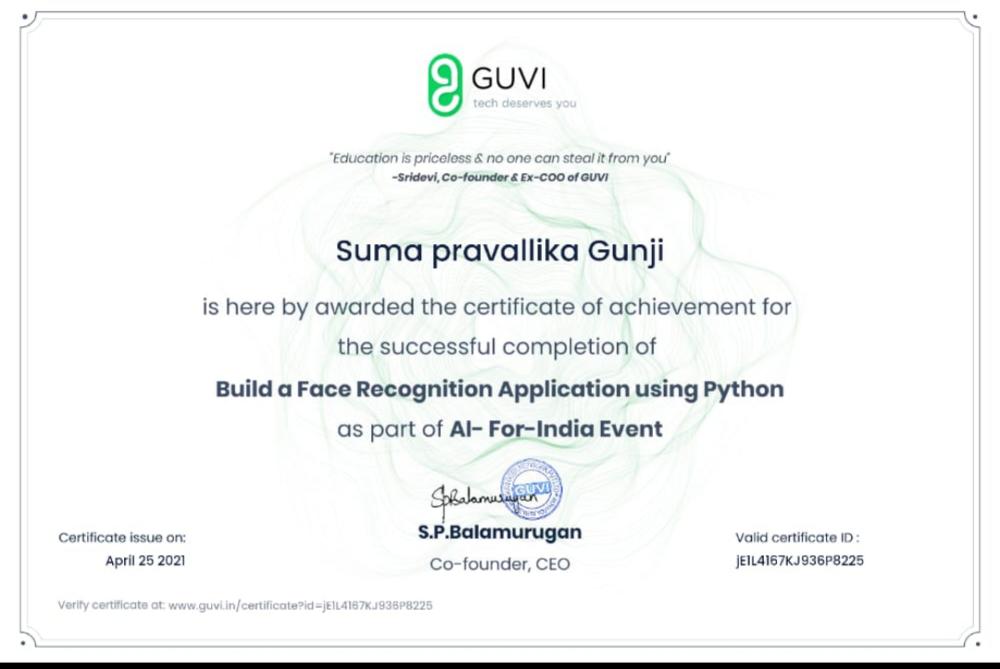 GUVI
tech deserves you
"Education is priceless & no one can steal it from you"
-Sridevi, Co-founder & Ex-COO of GUVI
Suma pravallika Gunji
is here by awarded the certificate of achievement for
the successful completion of
Build a Face Recognition Application using Python
as part of AI- For-India Event
SpBalamurugan
GUVI
S.P.Balamurugan
Co-founder, CEO
Certificate issue on:
April 25 2021
Valid certificate ID :
jE1L4167KJ936P8225
Verify certificate at: www.guvi.in/certificate?id=jE1L4167KJ936P8225